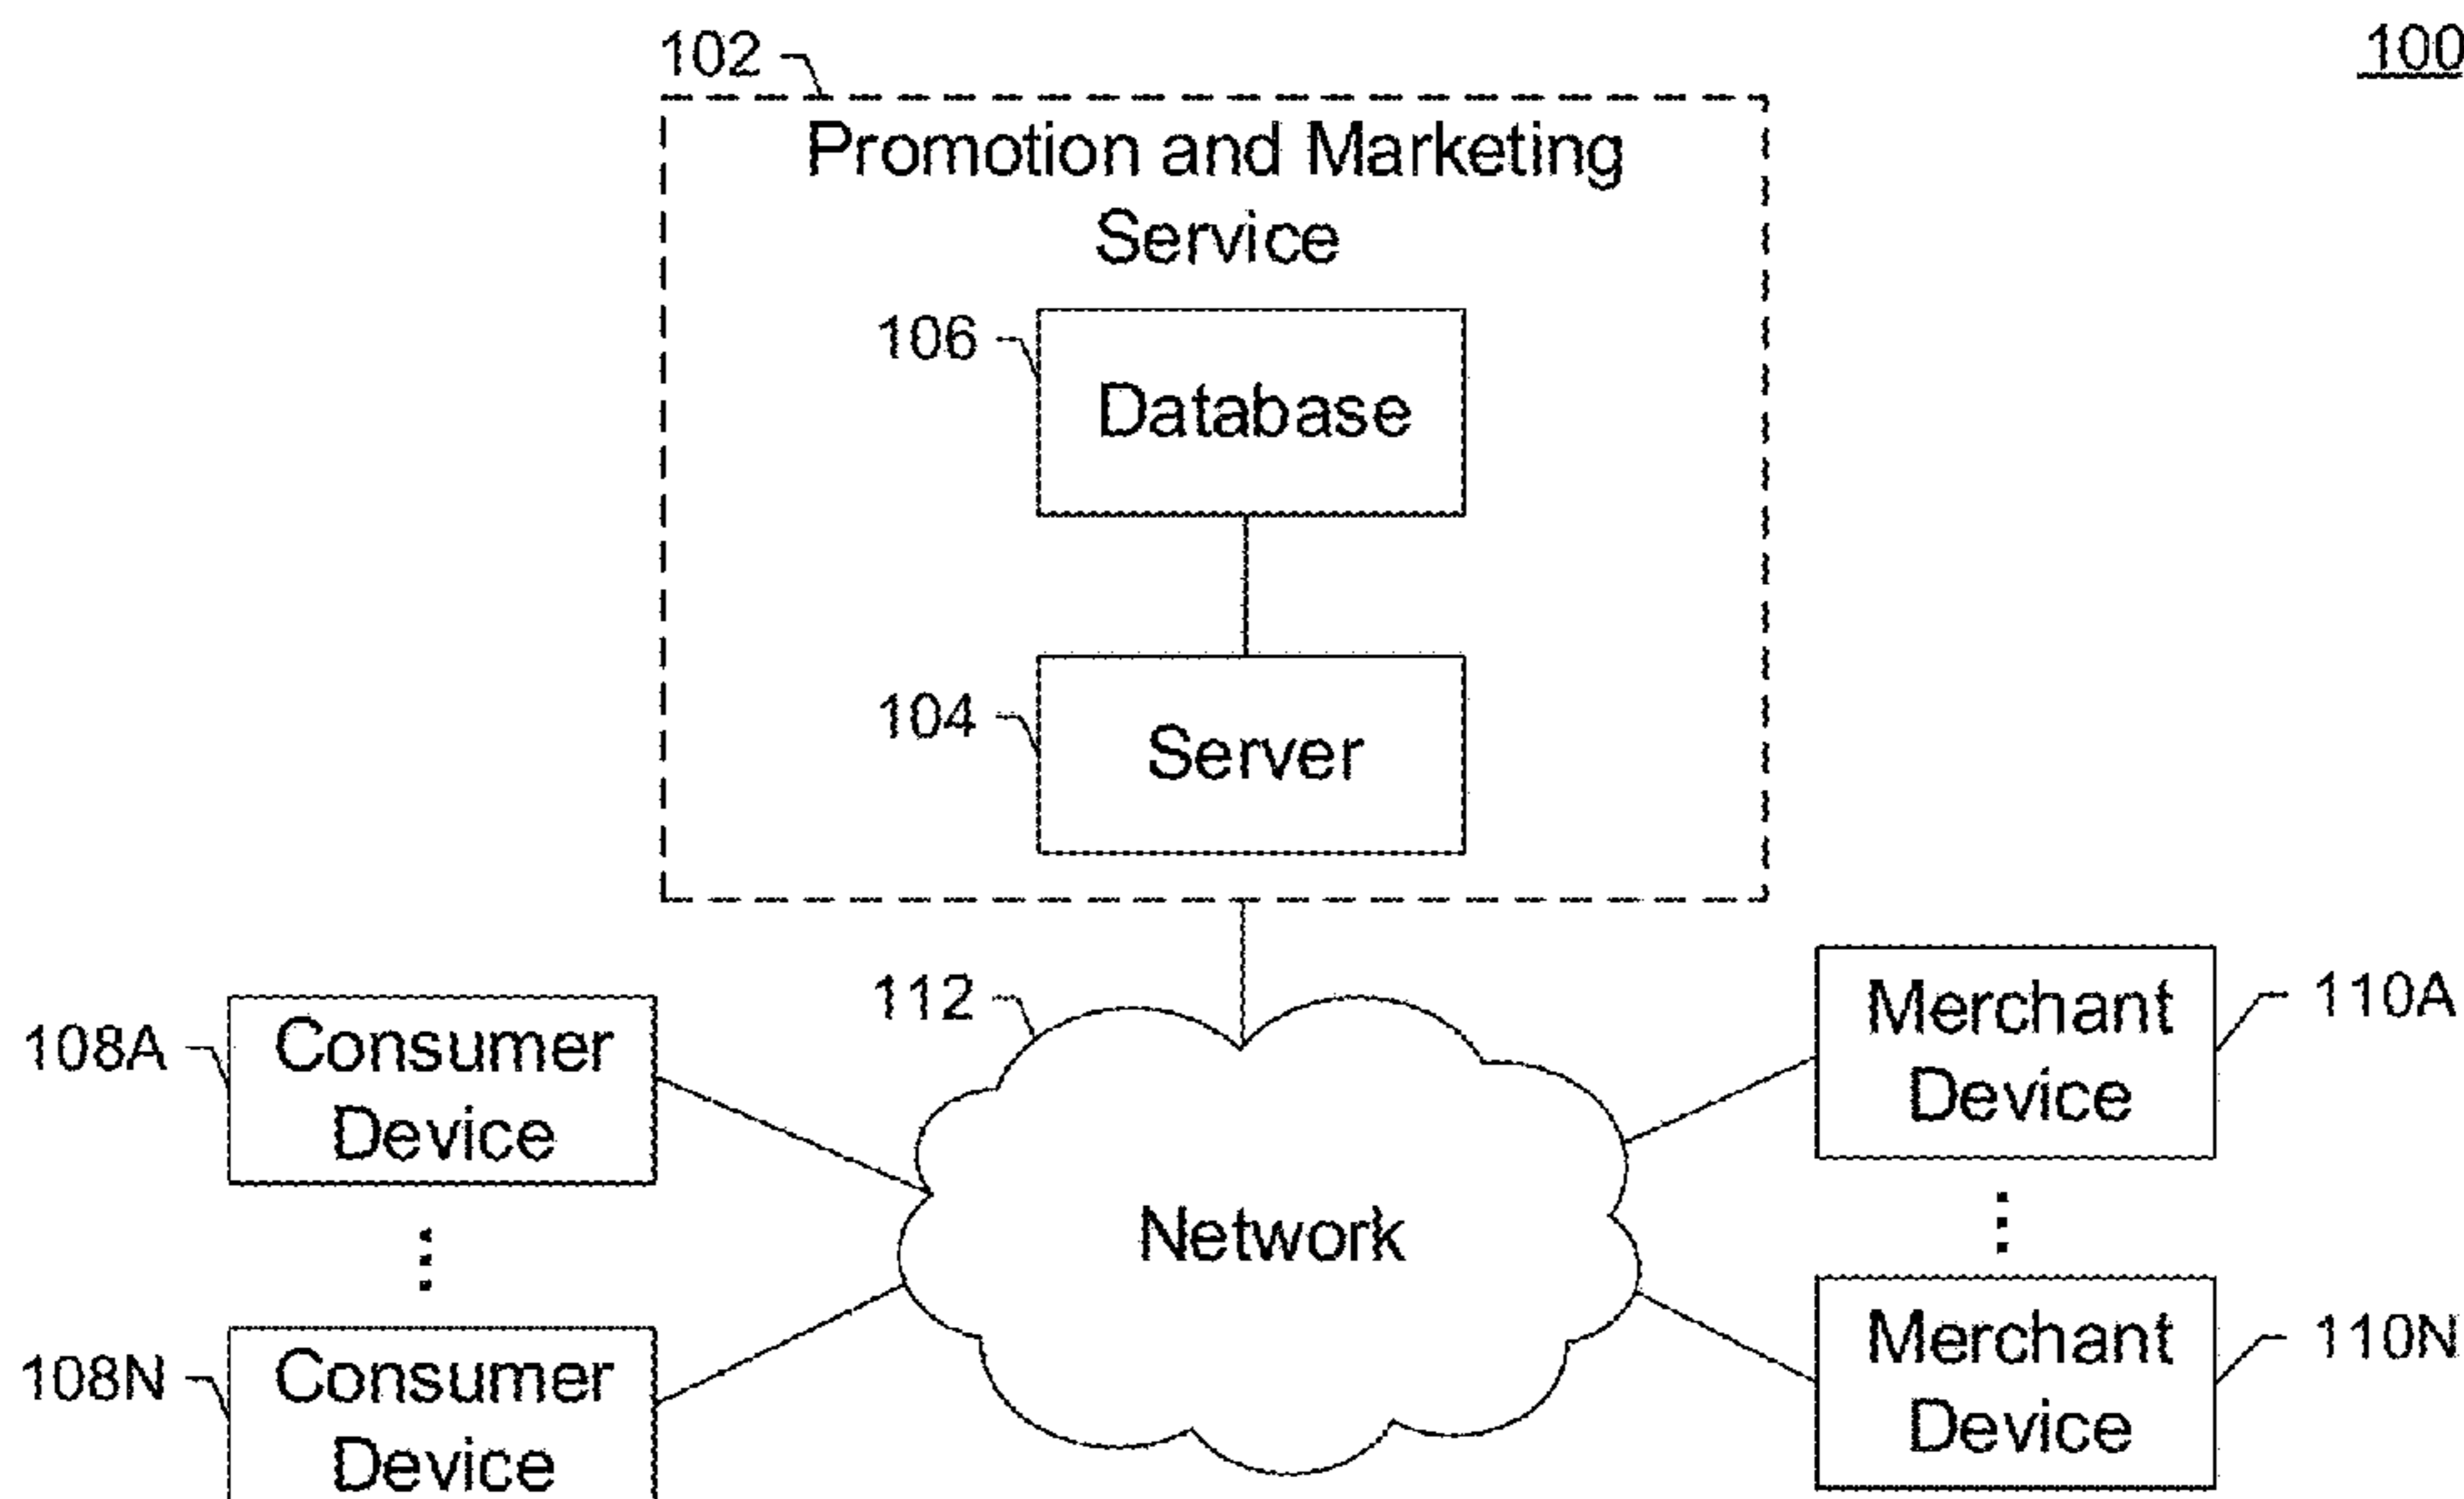 100
102
Promotion and Marketing
Service
106
Database
104
Server
112
108A
Consumer
Device
108N
Consumer
Device
Network
Merchant
Device
110A
Merchant
Device
110N